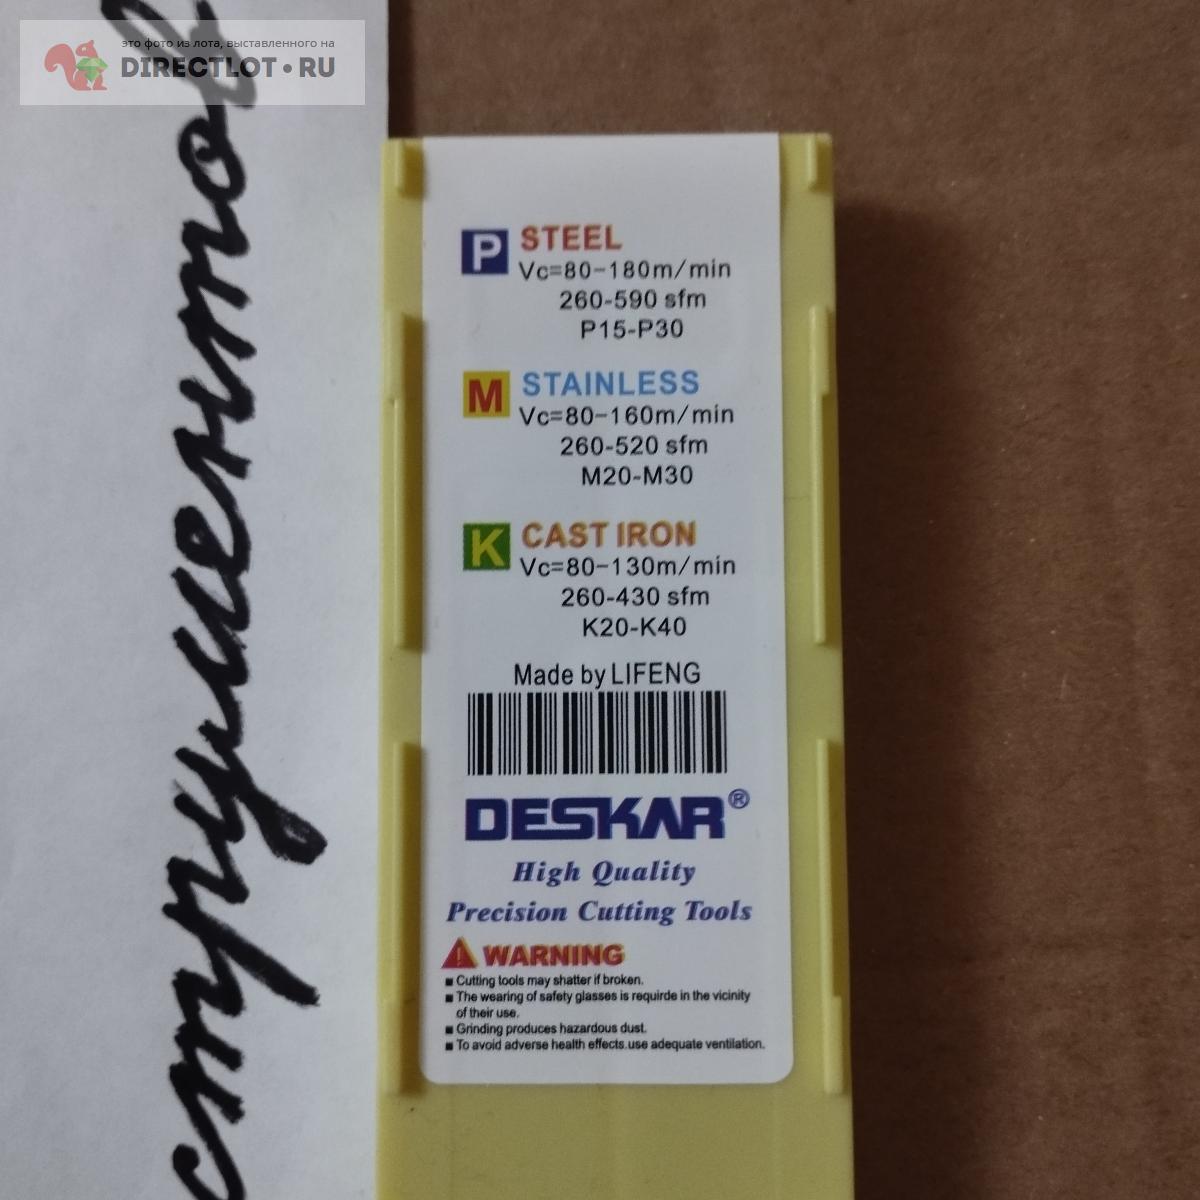 это фото из лота, выставленного на
DIRECTLOT•RU
струментов
P STEEL
Vc=80-180m/min
260-590 sfm
P15-P30
M STAINLESS
Vc=80-160m/min
260-520 sfm
M20-M30
K CAST IRON
Vc=80-130m/min
260-430 sfm
K20-K40
Made by LIFENG
DESKAR®
High Quality
Precision Cutting Tools
! WARNING
■ Cutting tools may shatter if broken.
■ The wearing of safety glasses is requirde in the vicinity
of their use.
■ Grinding produces hazardous dust.
■ To avoid adverse health effects.use adequate ventilation.